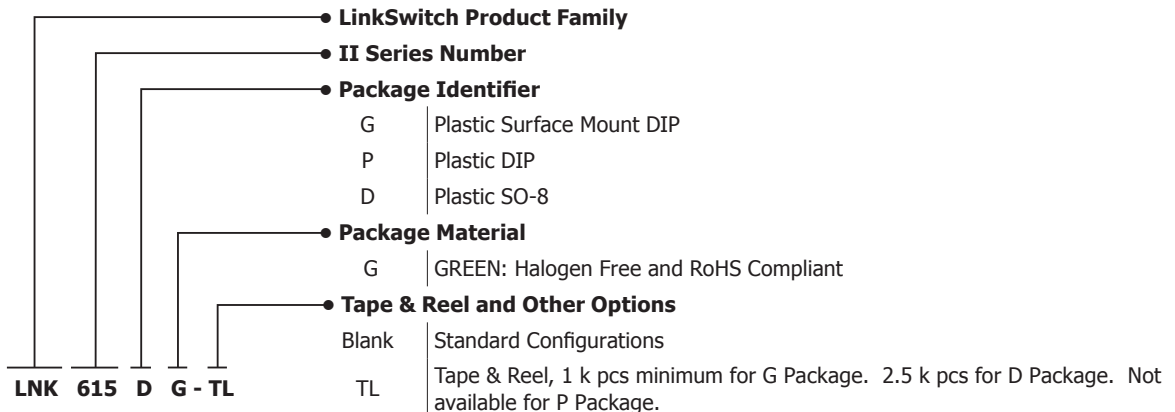 LinkSwitch Product Family
II Series Number
Package Identifier
G Plastic Surface Mount DIP
P Plastic DIP
D Plastic SO-8
Package Material
G GREEN: Halogen Free and RoHS Compliant
Tape & Reel and Other Options
Blank Standard Configurations
TL Tape & Reel, 1 k pcs minimum for G Package. 2.5 k pcs for D Package. Not
available for P Package.
LNK 615 D G - TL